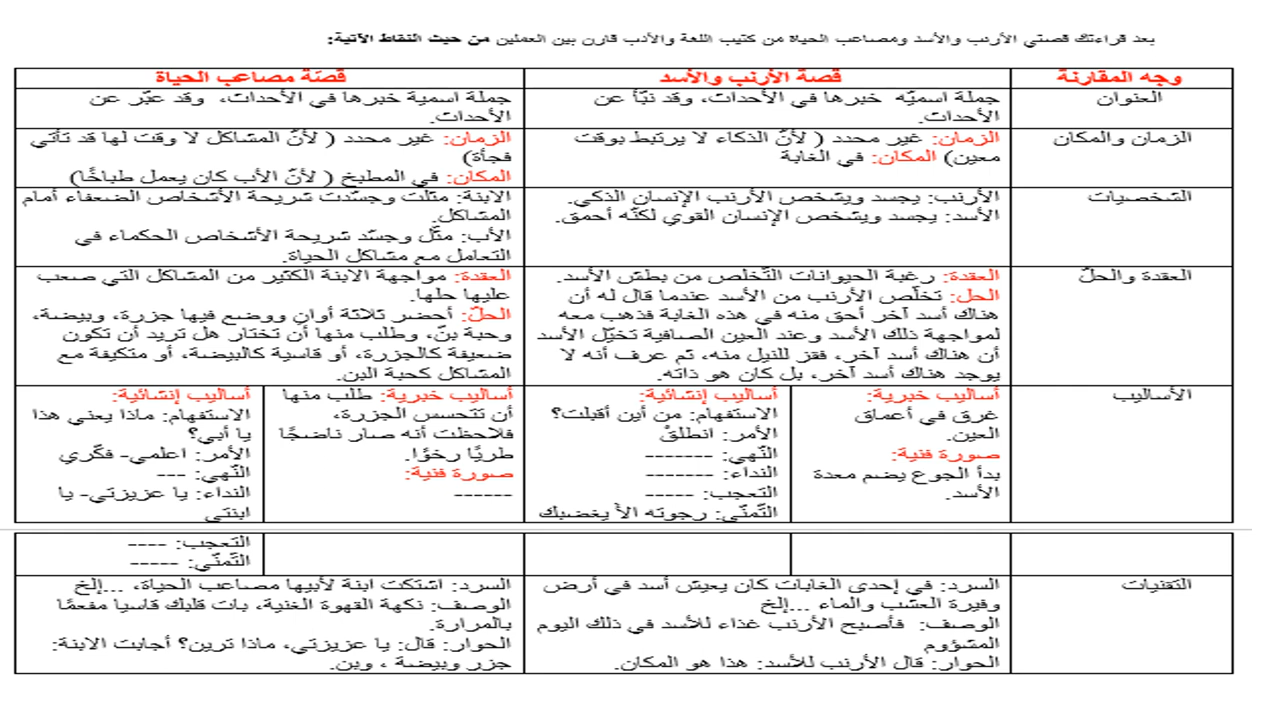 بعد قراءتك قصتي الأرنب والأسد ومصاعب الحياة من كتيب اللغة والأدب قارن بين العملين من حيث النقاط الآتية:
وجه المقارنة
قصة الأرنب والأسد
قصّة مصاعب الحياة
العنوان
جملة اسميّه خبرها في الأحداث، وقد نبّأ عن
الأحداث.
جملة اسمية خبرها في الأحداث، وقد عبّر عن
الأحداث.
الزمان والمكان
الزمان: غير محدد ( لأنّ الذكاء لا يرتبط بوقت
معين) المكان: في الغابة
الزمان: غير محدد ( لأنّ المشاكل لا وقت لها قد تأتي
فجأة)
المكان: في المطبخ ( لأنّ الأب كان يعمل طباخًا)
الشخصيات
الأرنب: يجسد ويشخص الأرنب الإنسان الذكي.
الأسد: يجسد ويشخص الإنسان القوي لكنّه أحمق.
الابنة: مثّلت وجسّدت شريحة الأشخاص الضعفاء أمام
المشاكل.
الأب: مثّل وجسّد شريحة الأشخاص الحكماء في
التعامل مع مشاكل الحياة.
العقدة والحلّ
العقدة: رغبة الحيوانات التّخلص من بطش الأسد.
الحل: تخلّص الأرنب من الأسد عندما قال له أن
هناك أسد آخر أحق منه في هذه الغابة فذهب معه
لمواجهة ذلك الأسد وعند العين الصافية تخيّل الأسد
أن هناك أسد آخر، فقز للنيل منه، ثم عرف أنه لا
يوجد هناك أسد آخر، بل كان هو ذاته.
العقدة: مواجهة الابنة الكثير من المشاكل التي صعب
عليها حلها.
الحلّ: أحضر ثلاثة أوانٍ ووضع فيها جزرة، وبيضة،
وحبة بنّ، وطلب منها أن تختار هل تريد أن تكون
ضعيفة كالجزرة، أو قاسية كالبيضة، أو متكيفة مع
المشاكل كحبة البن.
الأساليب
أساليب خبرية:
غرق في أعماق
العين.
صورة فنية:
بدأ الجوع يضم معدة
الأسد.
أساليب إنشائية:
الاستفهام: من أين أقبلت؟
الأمر: انطلقْ
النّهي: -------
النداء: -------
التعجب: -----
التّمنّي: رجوته الأ يغضبك
أساليب خبرية: طلب منها
أن تتحسس الجزرة،
فلاحظت أنه صار ناضجًا
طريًا رخوًا.
صورة فنية:
------
أساليب إنشائية:
الاستفهام: ماذا يعني هذا
يا أبي؟
الأمر: اعلمي- فكّري
النّهي: ---
النداء: يا عزيزتي- يا
ابنتي
التعجب: ----
التّمنّي: -----
التقنيات
السرد: في إحدى الغابات كان يعيش أسد في أرض
وفيرة العشب والماء ...إلخ
الوصف: فأصبح الأرنب غذاء للأسد في ذلك اليوم
المشؤوم
الحوار: قال الأرنب للأسد: هذا هو المكان.
السرد: اشتكت ابنة لأبيها مصاعب الحياة، ...إلخ
الوصف: نكهة القهوة الغنية، بات قلبك قاسيا مفعمًا
بالمرارة.
الحوار: قال: يا عزيزتي، ماذا ترين؟ أجابت الابنة:
جزر وبيضة ، وبن.